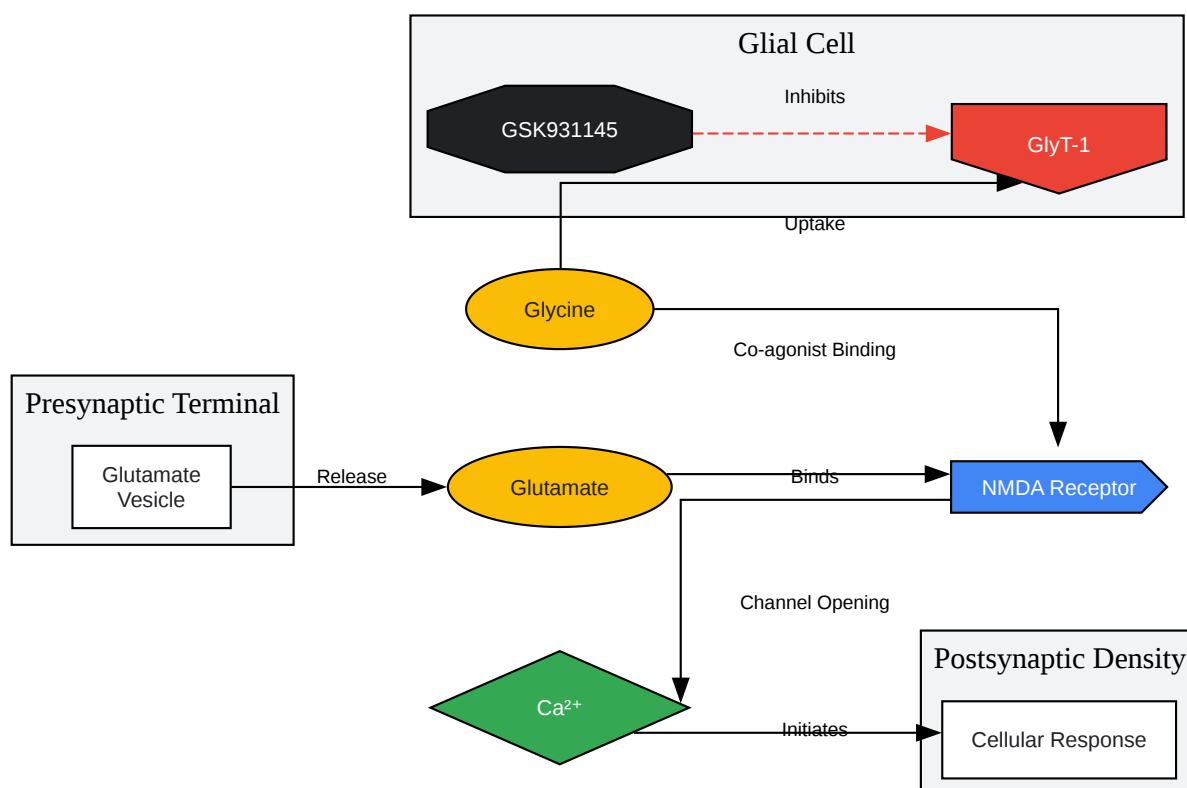 Glial Cell
Inhibits
GSK931145
GlyT-1
Uptake
Glycine
Co-agonist Binding
Presynaptic Terminal
Glutamate
Vesicle
Release
Glutamate
Binds
NMDA Receptor
Channel Opening
Postsynaptic Density
Ca²⁺
Initiates
Cellular Response